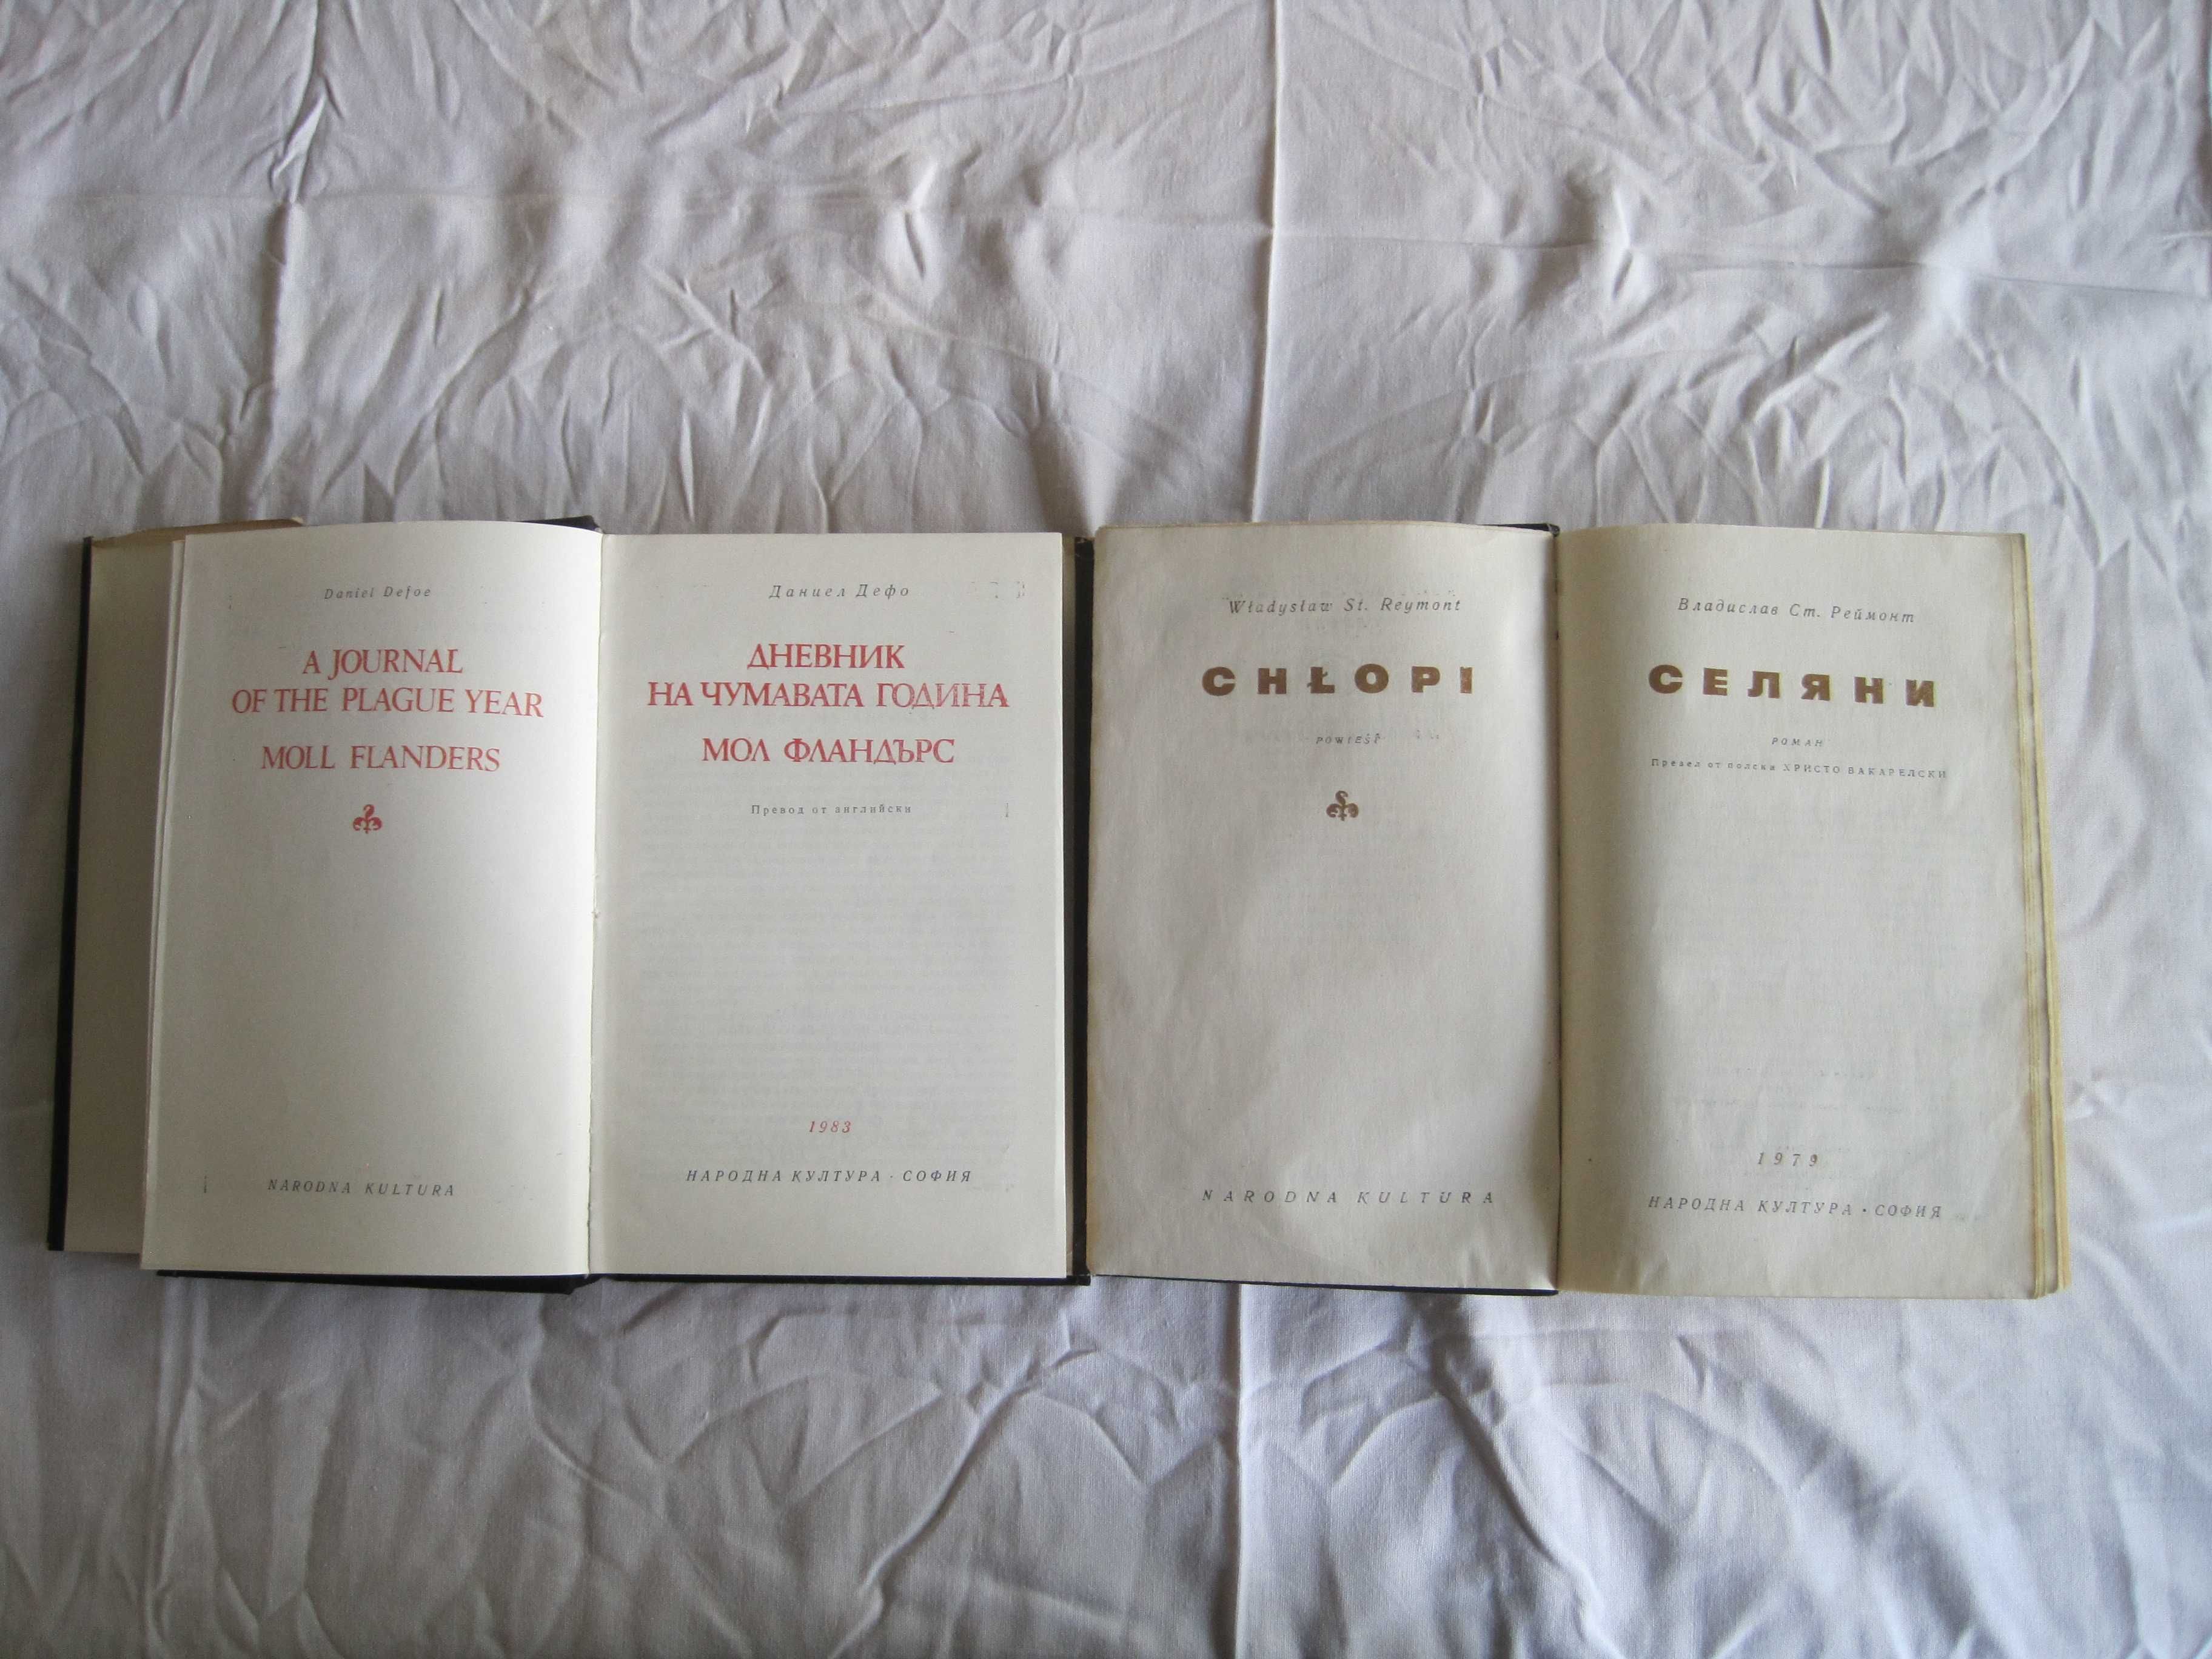 Daniel Defoe
A JOURNAL
OF THE PLAGUE YEAR
MOLL FLANDERS
NARODNA KULTURA
Даниел Дефо
ДНЕВНИК
НА ЧУМАВАТА ГОДИНА
МОЛ ФЛАНДЪРС
Превод от английски
1983
НАРОДНА КУЛТУРА · СОФИЯ
Władysław St. Reymont
CHŁOPI
POWIEŚĆ
NARODNA KULTURA
Владислав Ст. Реймонт
СЕЛЯНИ
РОМАН
Превел от полски ХРИСТО ВАКАРЕЛСКИ
1979
НАРОДНА КУЛТУРА · СОФИЯ